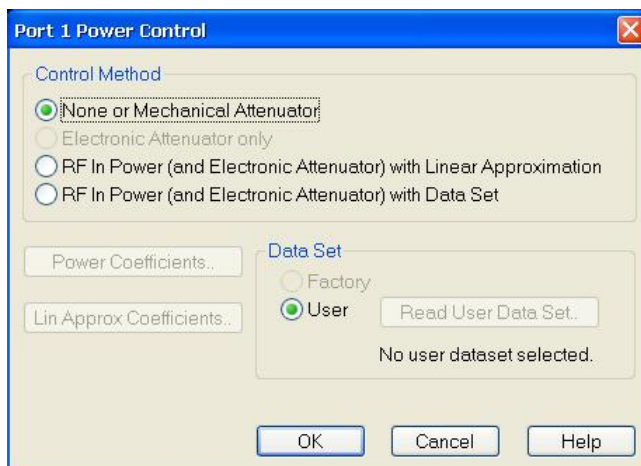 Port 1 Power Control
Control Method
None or Mechanical Attenuator
Electronic Attenuator only
RF In Power (and Electronic Attenuator) with Linear Approximation
RF In Power (and Electronic Attenuator) with Data Set
Power Coefficients..
Lin Approx Coefficients..
Data Set
Factory
User
Read User Data Set..
No user dataset selected.
OK
Cancel
Help